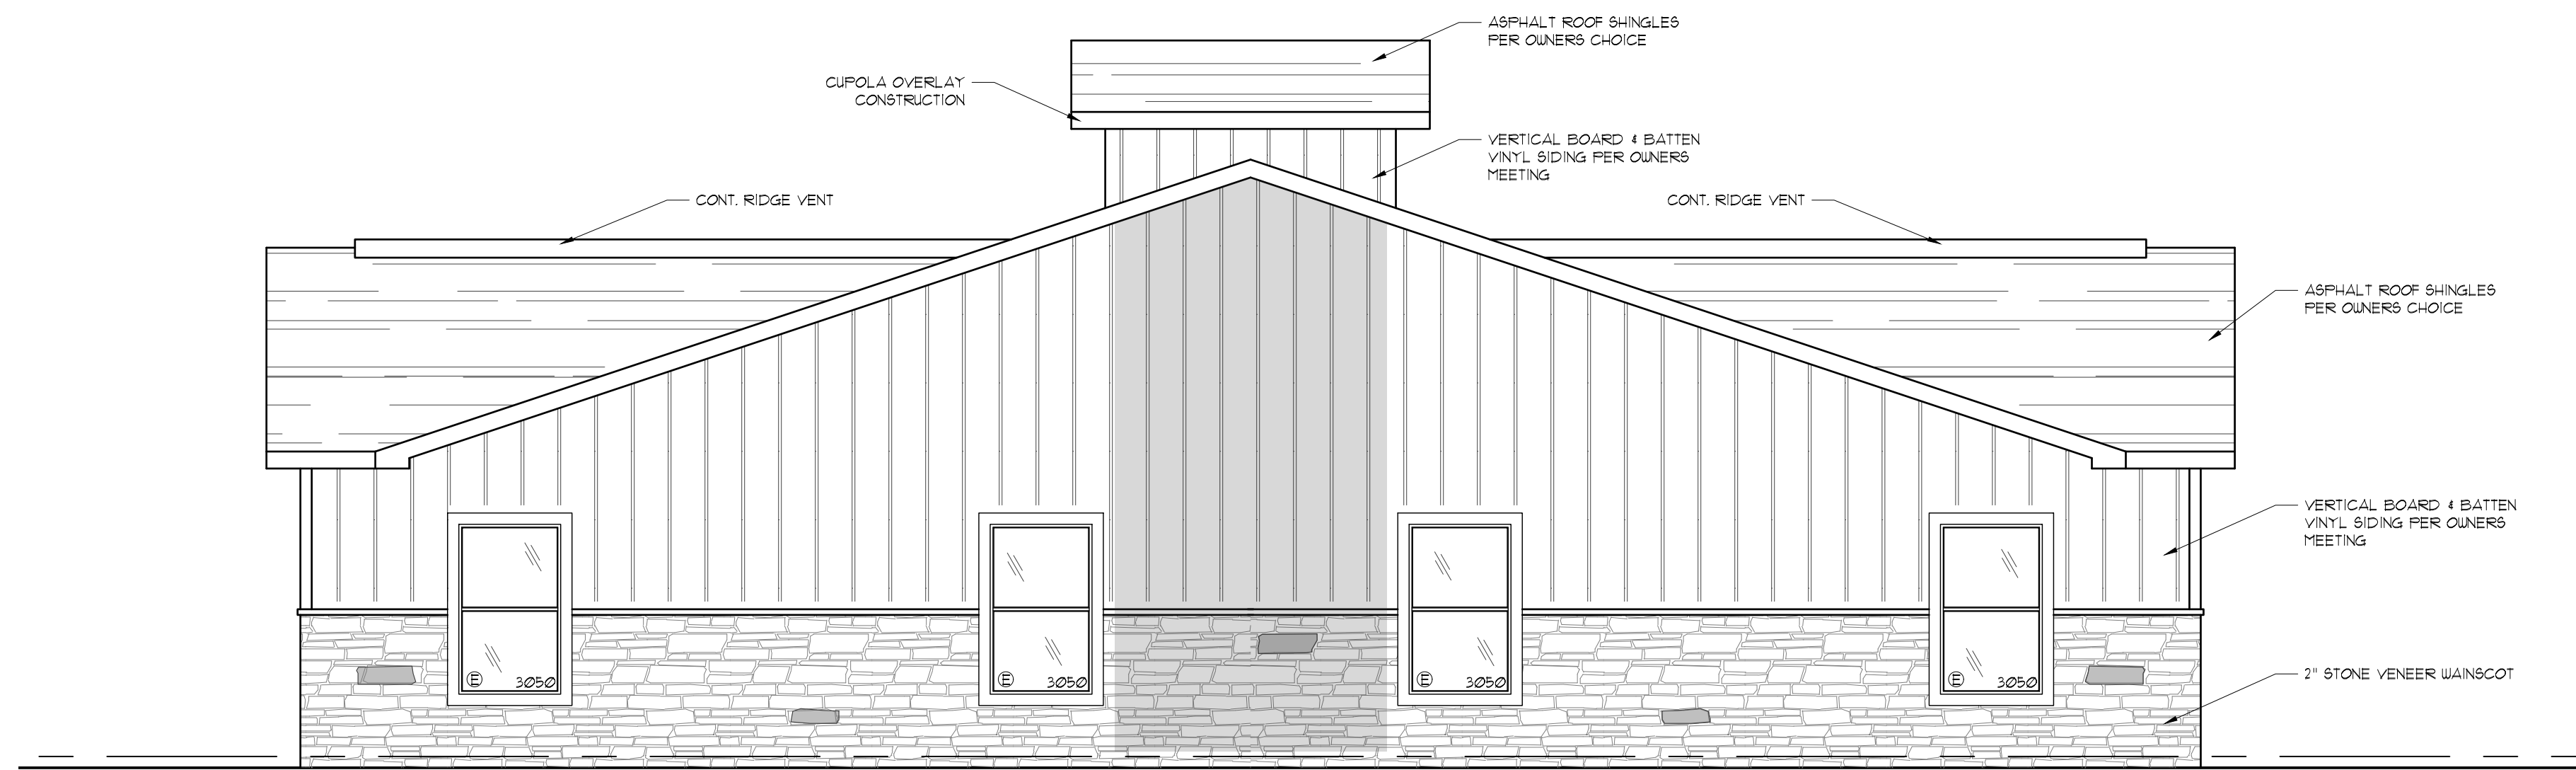 ASPHALT ROOF SHINGLES
PER OWNERS CHOICE
CUPOLA OVERLAY
CONSTRUCTION
VERTICAL BOARD & BATTEN
VINYL SIDING PER OWNERS
MEETING
CONT. RIDGE VENT
CONT. RIDGE VENT
ASPHALT ROOF SHINGLES
PER OWNERS CHOICE
VERTICAL BOARD & BATTEN
VINYL SIDING PER OWNERS
MEETING
E 3050
E 3050
E 3050
E 3050
2" STONE VENEER WAINSCOT